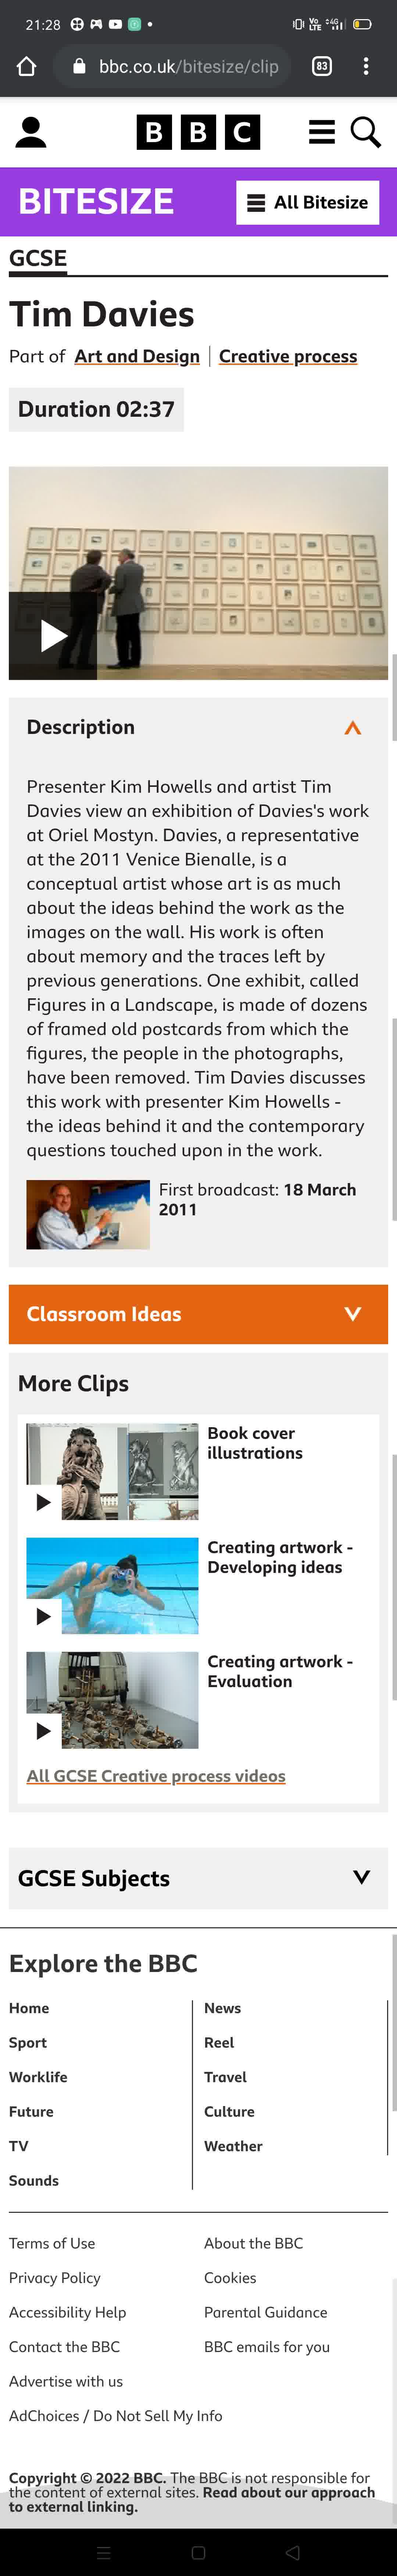 21:28
Vo LTE 4G
bbc.co.uk/bitesize/clip
83
BBC
BITESIZE
All Bitesize
GCSE
Tim Davies
Part of Art and Design | Creative process
Duration 02:37
Description
Presenter Kim Howells and artist Tim
Davies view an exhibition of Davies's work
at Oriel Mostyn. Davies, a representative
at the 2011 Venice Bienalle, is a
conceptual artist whose art is as much
about the ideas behind the work as the
images on the wall. His work is often
about memory and the traces left by
previous generations. One exhibit, called
Figures in a Landscape, is made of dozens
of framed old postcards from which the
figures, the people in the photographs,
have been removed. Tim Davies discusses
this work with presenter Kim Howells -
the ideas behind it and the contemporary
questions touched upon in the work.
First broadcast: 18 March
2011
Classroom Ideas
More Clips
Book cover
illustrations
Creating artwork -
Developing ideas
Creating artwork -
Evaluation
All GCSE Creative process videos
GCSE Subjects
Explore the BBC
Home
News
Sport
Reel
Worklife
Travel
Future
Culture
TV
Weather
Sounds
Terms of Use
About the BBC
Privacy Policy
Cookies
Accessibility Help
Parental Guidance
Contact the BBC
BBC emails for you
Advertise with us
AdChoices / Do Not Sell My Info
Copyright © 2022 BBC. The BBC is not responsible for
the content of external sites. Read about our approach
to external linking.